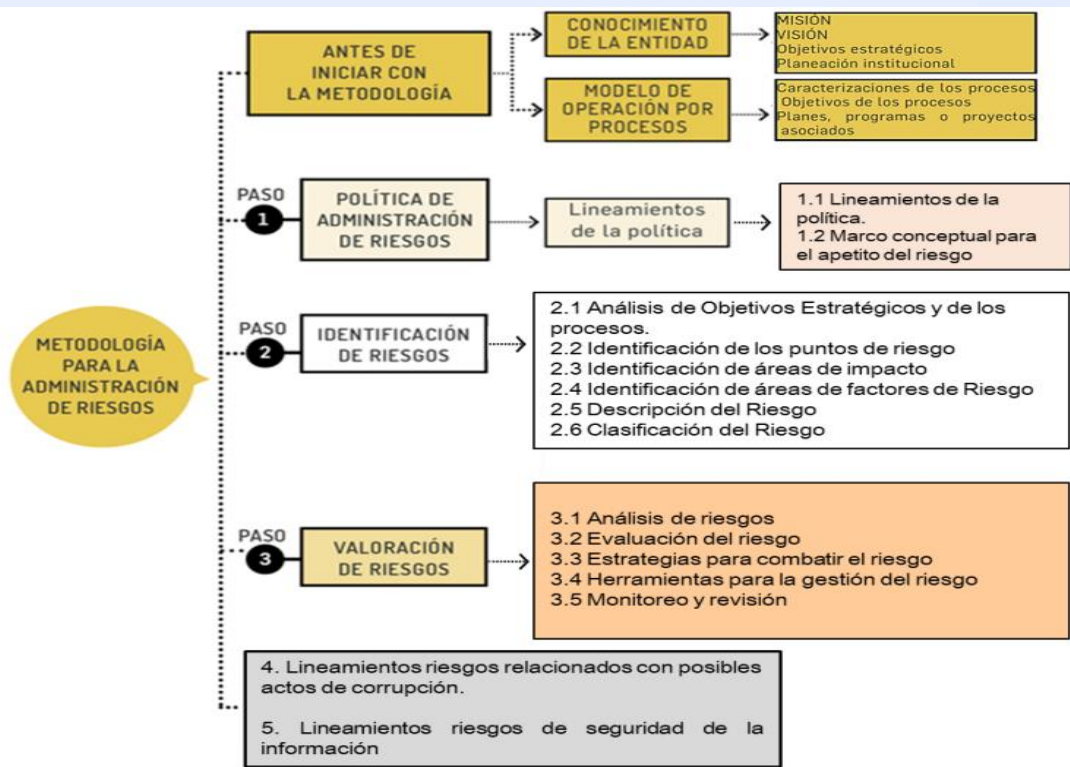 ANTES DE
INICIAR CON
LA METODOLOGÍA
CONOCIMIENTO
DE LA ENTIDAD
MISIÓN
VISIÓN
Objetivos estratégicos
Planeación institucional
MODELO DE
OPERACIÓN POR
PROCESOS
Caracterizaciones de los procesos
Objetivos de los procesos
Planes, programas o proyectos
asociados
PASO
1
POLÍTICA DE
ADMINISTRACIÓN
DE RIESGOS
Lineamientos
de la política
1.1 Lineamientos de la
política.
1.2 Marco conceptual para
el apetito del riesgo
METODOLOGÍA
PARA LA
ADMINISTRACIÓN
DE RIESGOS
PASO
2
IDENTIFICACIÓN
DE RIESGOS
2.1 Análisis de Objetivos Estratégicos y de los
procesos.
2.2 Identificación de los puntos de riesgo
2.3 Identificación de áreas de impacto
2.4 Identificación de áreas de factores de Riesgo
2.5 Descripción del Riesgo
2.6 Clasificación del Riesgo
PASO
3
VALORACIÓN
DE RIESGOS
3.1 Análisis de riesgos
3.2 Evaluación del riesgo
3.3 Estrategias para combatir el riesgo
3.4 Herramientas para la gestión del riesgo
3.5 Monitoreo y revisión
4. Lineamientos riesgos relacionados con posibles
actos de corrupción.
5. Lineamientos riesgos de seguridad de la
información